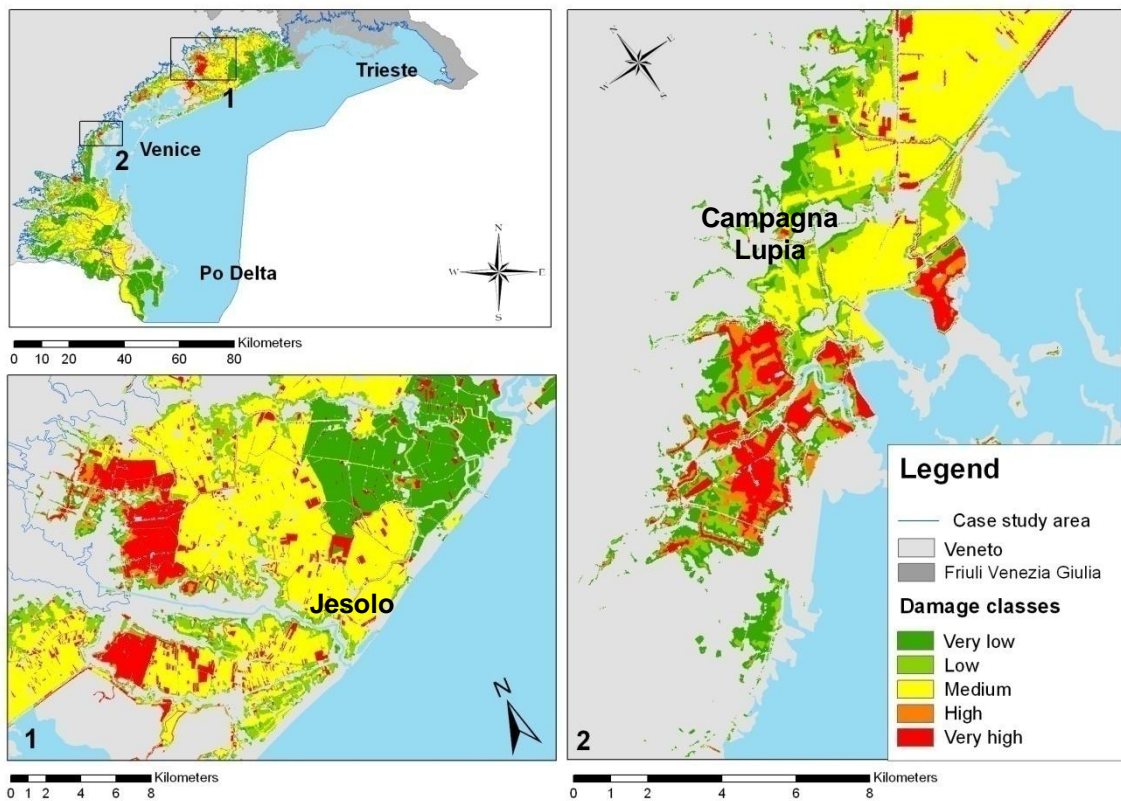 Trieste
1
Venice
2
Po Delta
N
W E
S
Kilometers
0 10 20 40 60 80
Jesolo
N
1
Kilometers
0 1 2 4 6 8
N
E
W
S
Campagna
Lupia
Legend
Case study area
Veneto
Friuli Venezia Giulia
Damage classes
Very low
Low
Medium
High
Very high
2
Kilometers
0 1 2 4 6 8